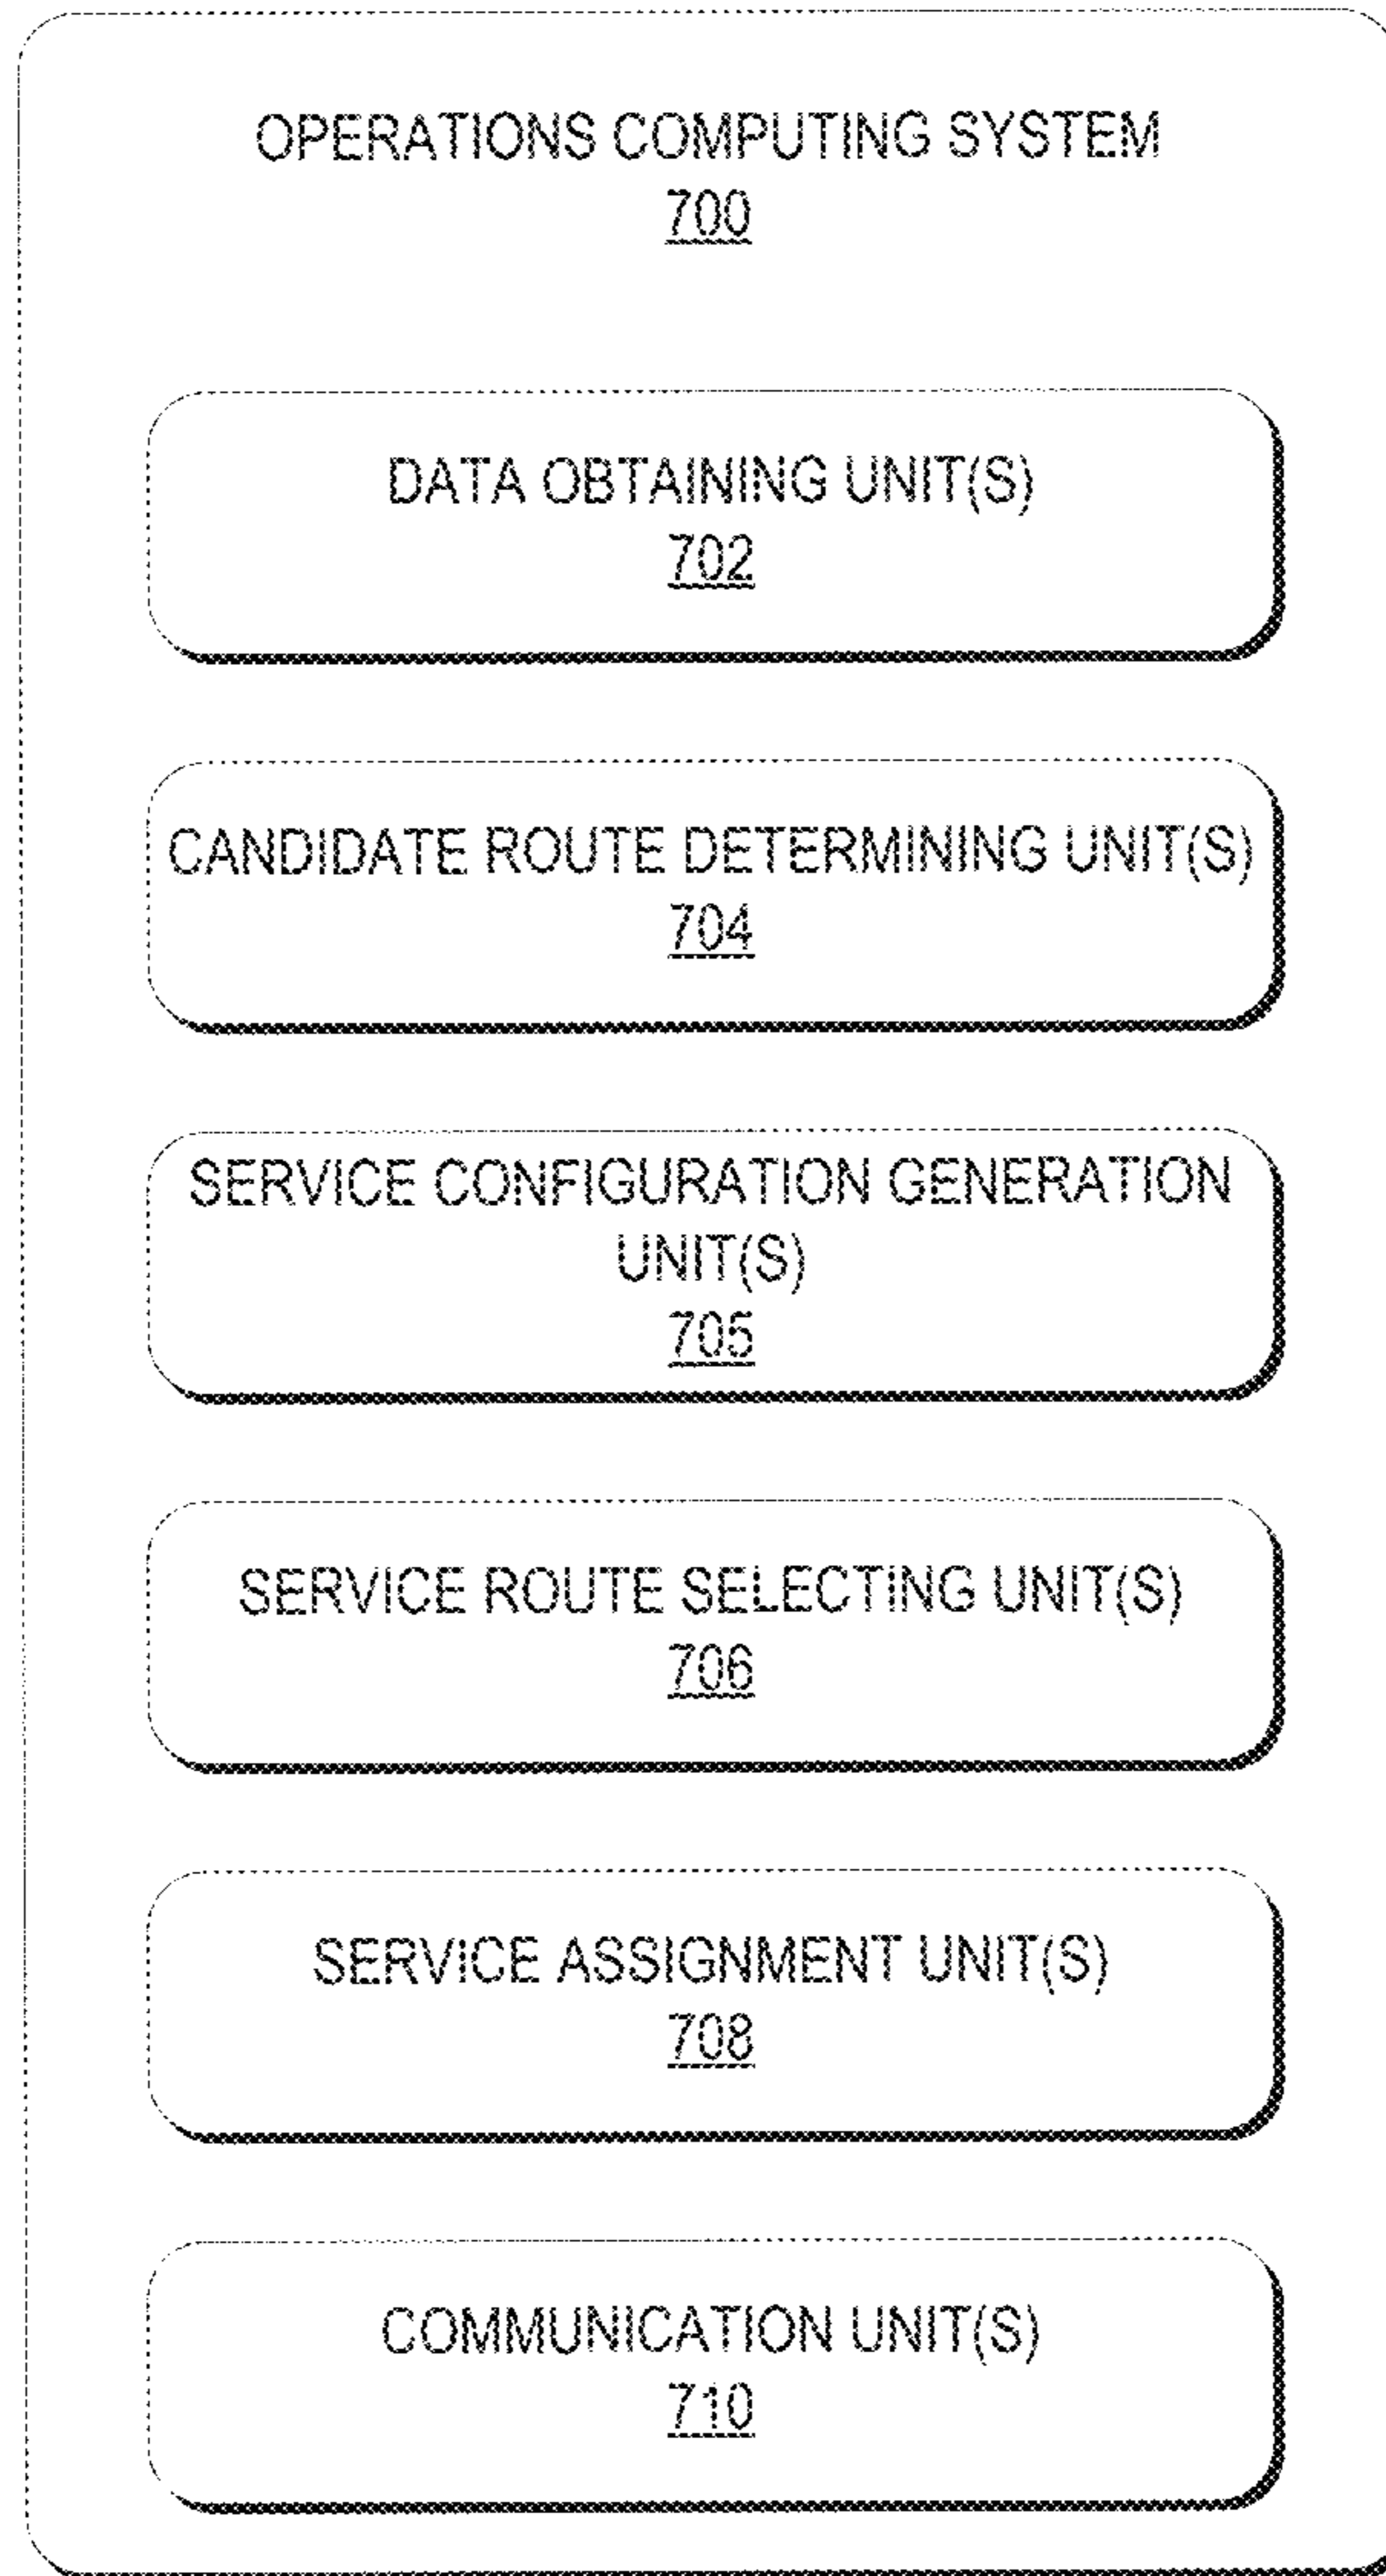 OPERATIONS COMPUTING SYSTEM
700
DATA OBTAINING UNIT(S)
702
CANDIDATE ROUTE DETERMINING UNIT(S)
704
SERVICE CONFIGURATION GENERATION
UNIT(S)
705
SERVICE ROUTE SELECTING UNIT(S)
706
SERVICE ASSIGNMENT UNIT(S)
708
COMMUNICATION UNIT(S)
710